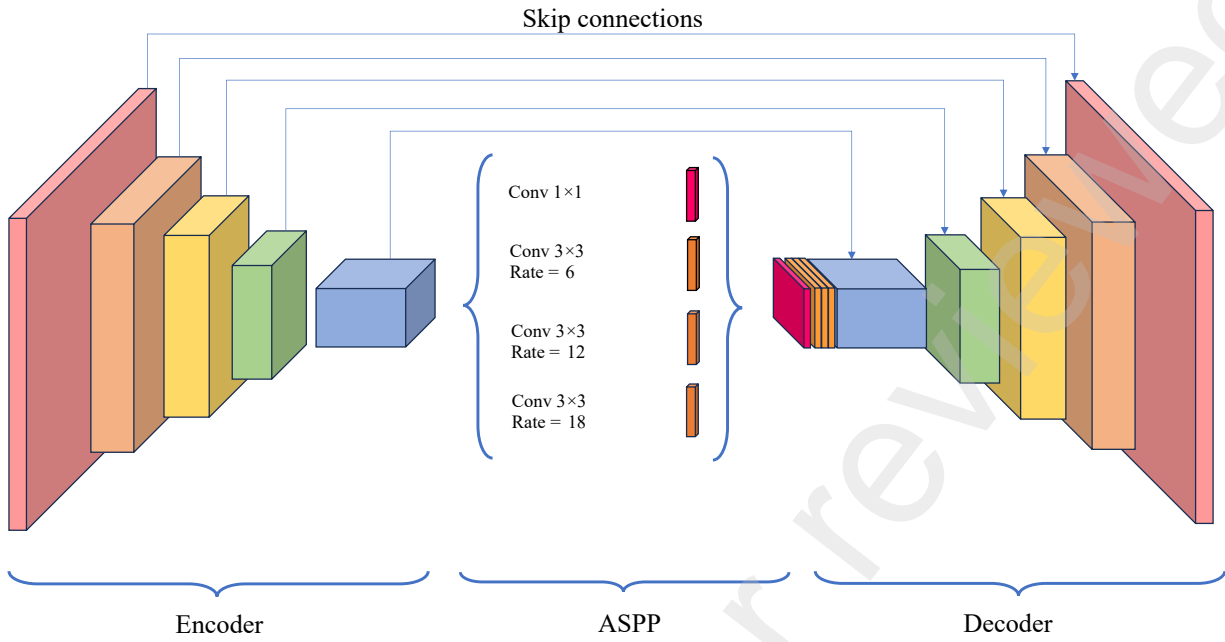 Skip connections
Conv 1×1
Conv 3×3
Rate = 6
Conv 3×3
Rate = 12
Conv 3×3
Rate = 18
Encoder
ASPP
Decoder
r review